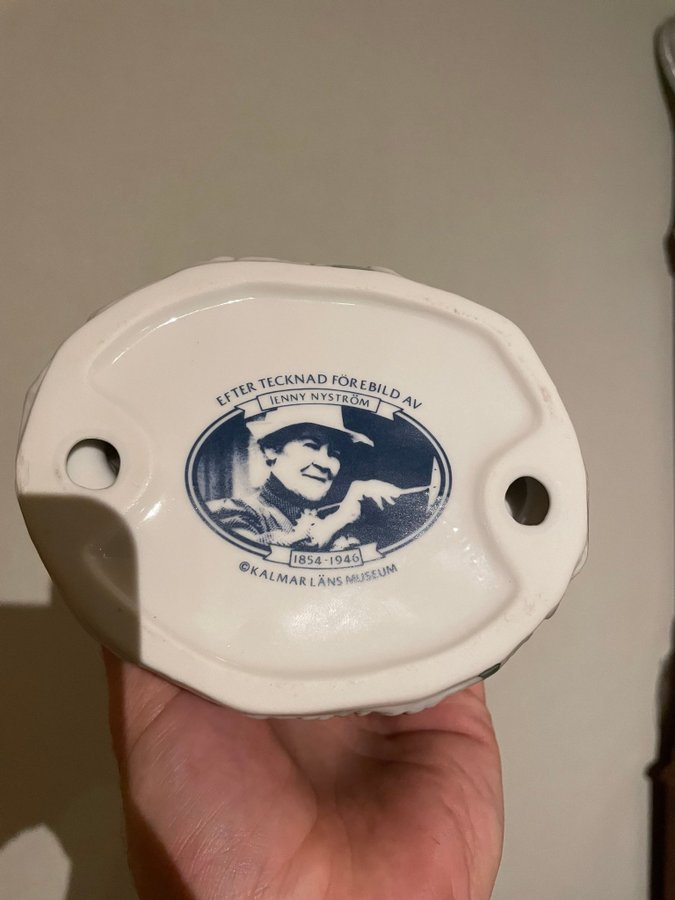 EFTER TECKNAD FÖREBILD AV
JENNY NYSTRÖM
1854-1946
©KALMAR LÄNS MUSEUM